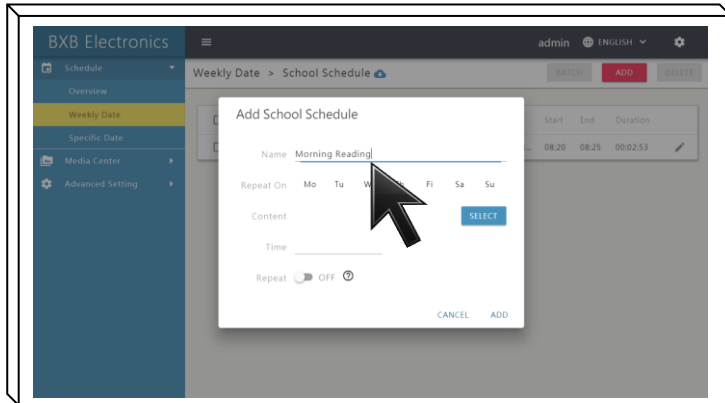 BXB Electronics
admin ENGLISH
Schedule
Overview
Weekly Date
Specific Date
Media Center
Advanced Setting
Weekly Date > School Schedule
BATCH ADD DELETE
Start End Duration
08:20 08:25 00:02:53
Add School Schedule
Name Morning Reading
Repeat On Mo Tu Fi Sa Su
Content SELECT
Time
Repeat OFF
CANCEL ADD